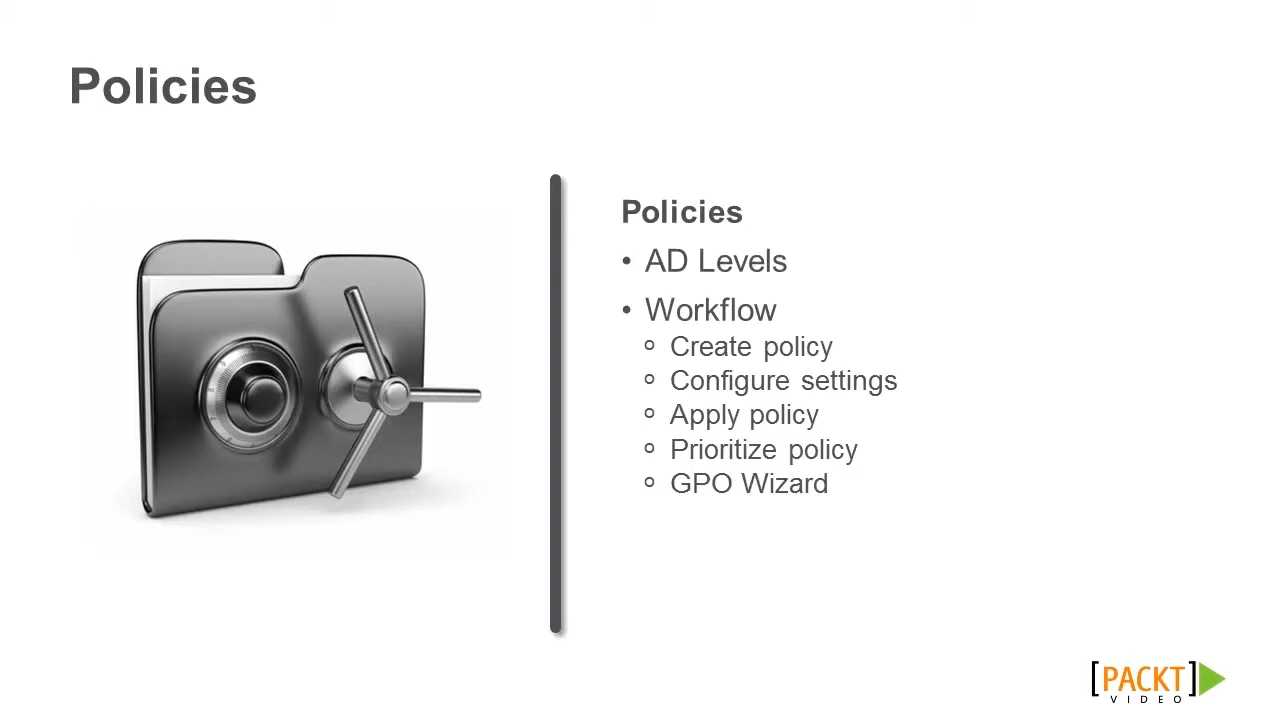 Policies
Policies
• AD Levels
• Workflow
○ Create policy
○ Configure settings
○ Apply policy
○ Prioritize policy
○ GPO Wizard
[PACKT]
VIDEO